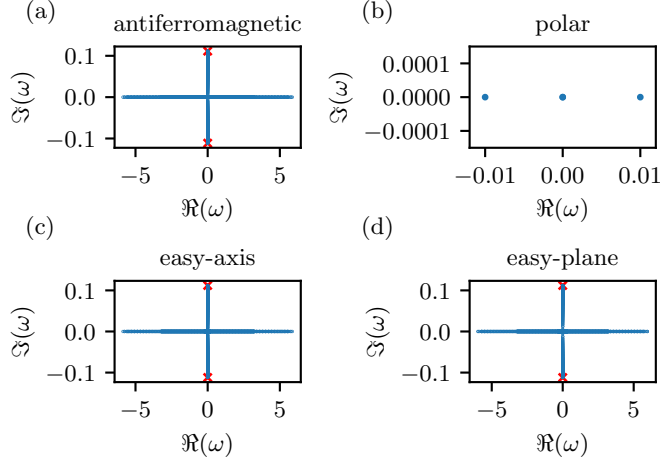 (a)
antiferromagnetic
ℑ(ω)
0.1
0.0
−0.1
−5
0
5
ℜ(ω)
(b)
polar
ℑ(ω)
0.0001
0.0000
−0.0001
−0.01
0.00
0.01
ℜ(ω)
(c)
easy-axis
ℑ(ω)
0.1
0.0
−0.1
−5
0
5
ℜ(ω)
(d)
easy-plane
ℑ(ω)
0.1
0.0
−0.1
−5
0
5
ℜ(ω)